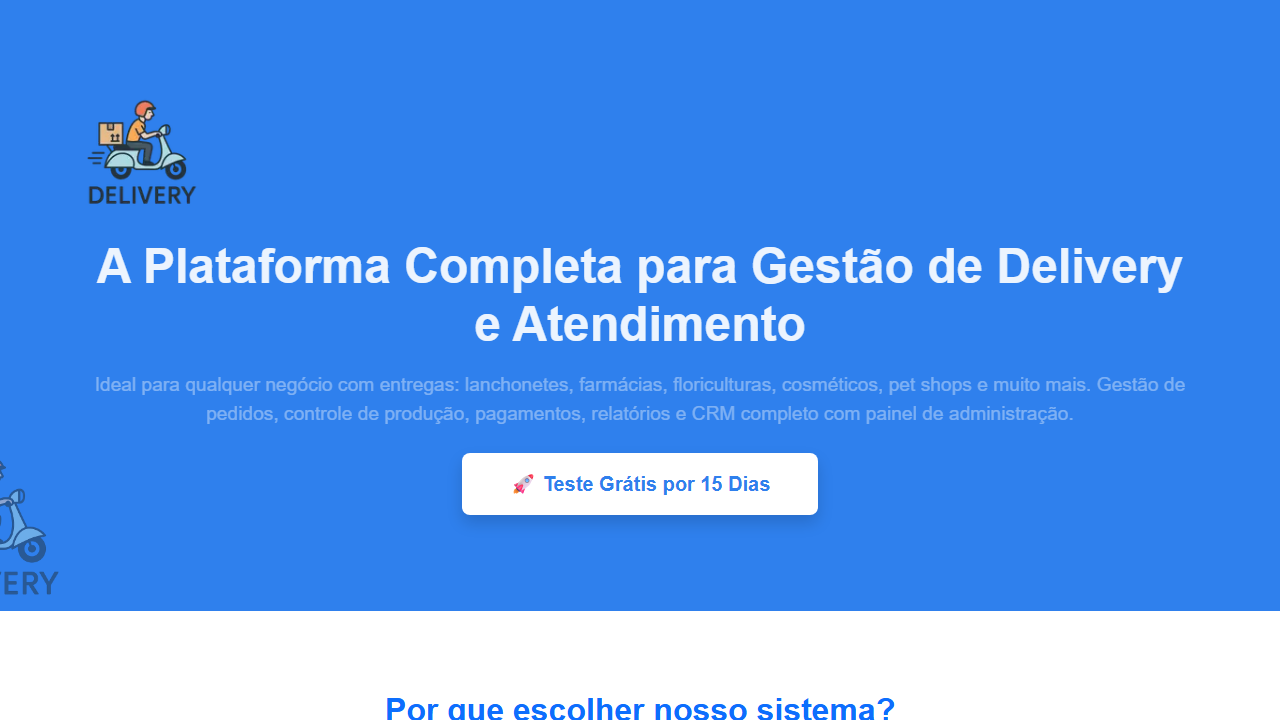 DELIVERY
A Plataforma Completa para Gestão de Delivery
e Atendimento
Ideal para qualquer negócio com entregas: lanchonetes, farmácias, floriculturas, cosméticos, pet shops e muito mais. Gestão de
pedidos, controle de produção, pagamentos, relatórios e CRM completo com painel de administração.
🚀 Teste Grátis por 15 Dias
VERY
Por que escolher nosso sistema?